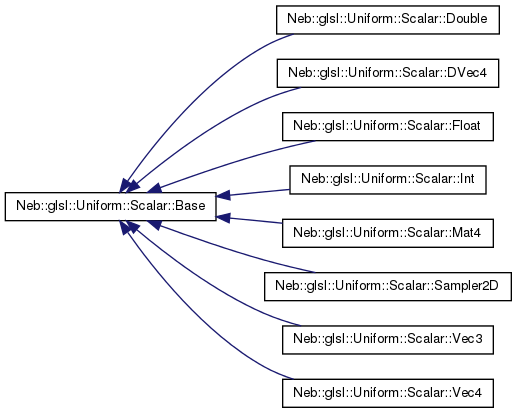 Neb::glsl::Uniform::Scalar::Double
Neb::glsl::Uniform::Scalar::DVec4
Neb::glsl::Uniform::Scalar::Float
Neb::glsl::Uniform::Scalar::Int
Neb::glsl::Uniform::Scalar::Base
Neb::glsl::Uniform::Scalar::Mat4
Neb::glsl::Uniform::Scalar::Sampler2D
Neb::glsl::Uniform::Scalar::Vec3
Neb::glsl::Uniform::Scalar::Vec4